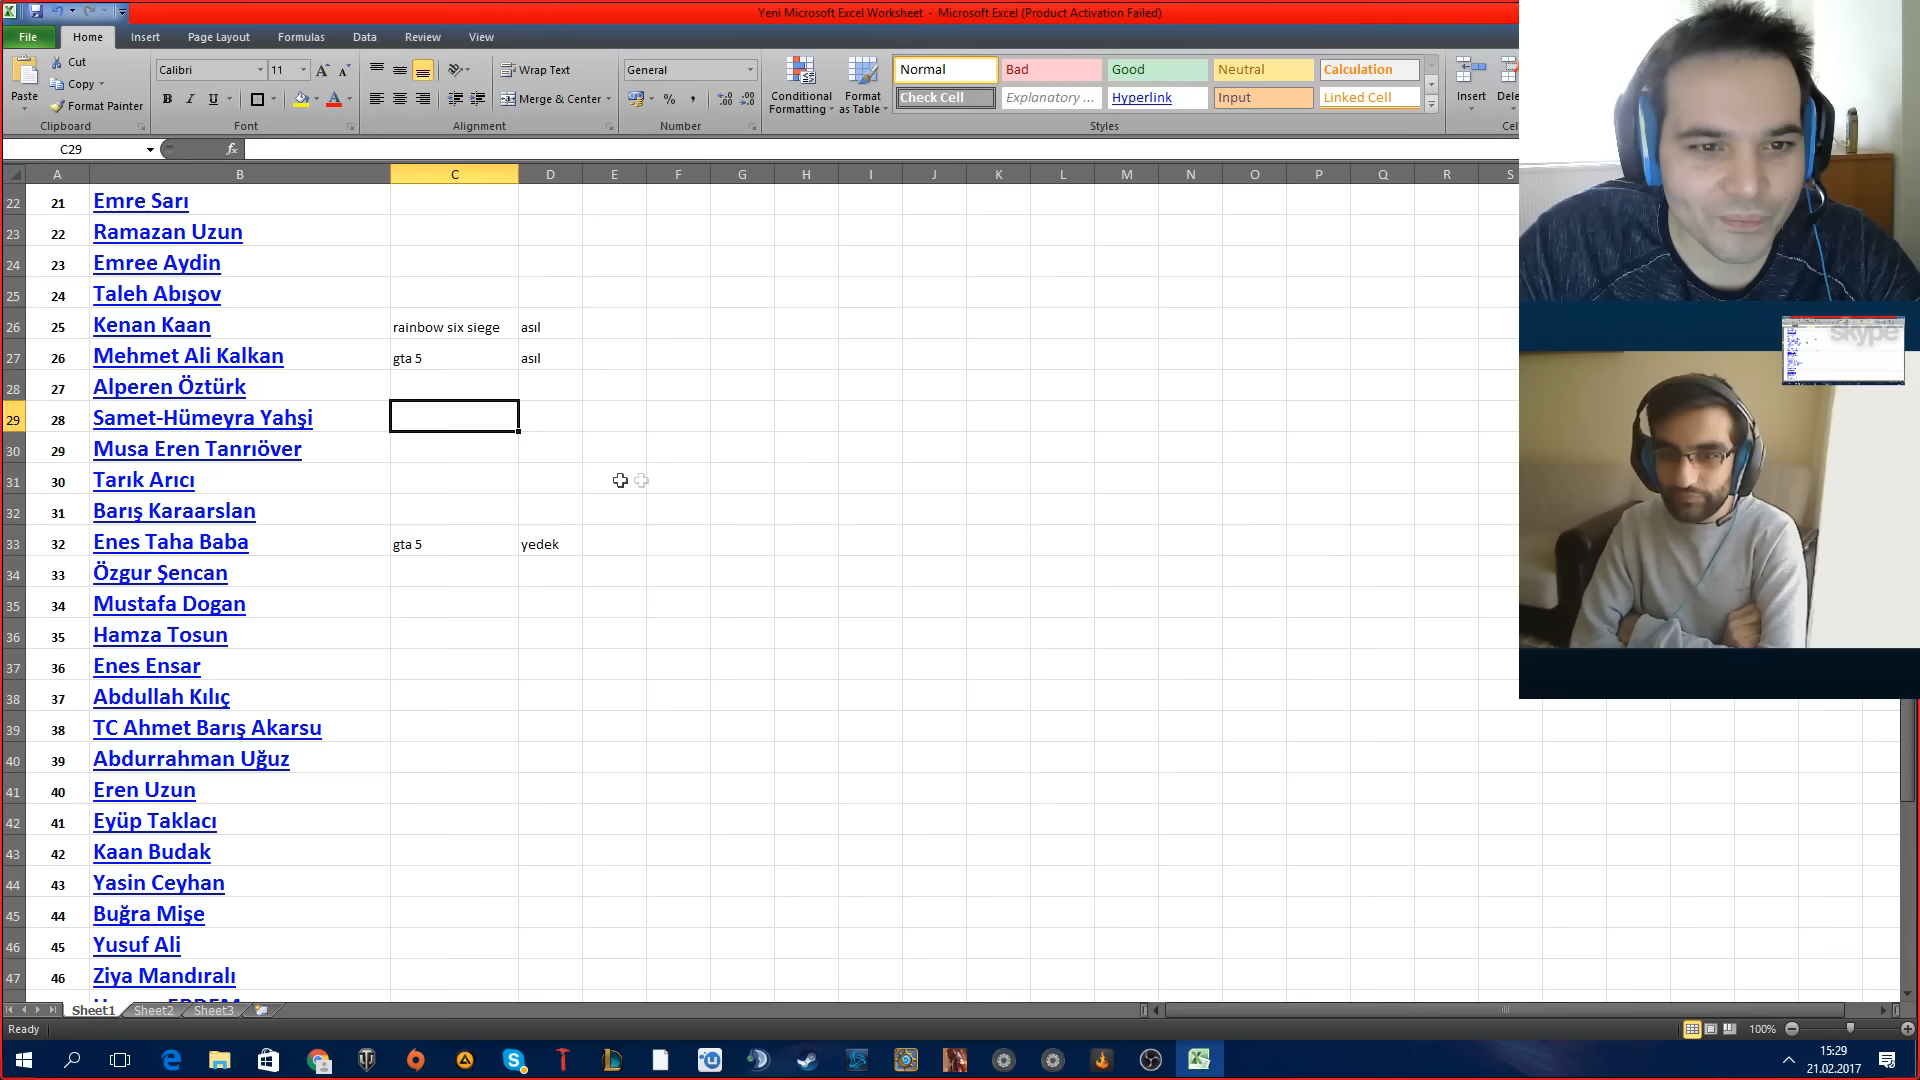 Yeni Microsoft Excel Worksheet - Microsoft Excel (Product Activation Failed)
File Home Insert Page Layout Formulas Data Review View
Paste Cut Copy Format Painter
Clipboard
Calibri 11
B I U
Font
Wrap Text
Merge & Center
Alignment
General
% ,
Number
Conditional Formatting
Format as Table
Normal Bad Good Neutral Calculation
Check Cell Explanatory ... Hyperlink Input Linked Cell
Styles
Insert Dele
Cel
C29 fx
A B C D E F G H I J K L M N O P Q R S
22 21 Emre Sarı
23 22 Ramazan Uzun
24 23 Emree Aydin
25 24 Taleh Abışov
26 25 Kenan Kaan rainbow six siege asıl
27 26 Mehmet Ali Kalkan gta 5 asıl
28 27 Alperen Öztürk
29 28 Samet-Hümeyra Yahşi
30 29 Musa Eren Tanrıöver
31 30 Tarık Arıcı
32 31 Barış Karaarslan
33 32 Enes Taha Baba gta 5 yedek
34 33 Özgur Şencan
35 34 Mustafa Dogan
36 35 Hamza Tosun
37 36 Enes Ensar
38 37 Abdullah Kılıç
39 38 TC Ahmet Barış Akarsu
40 39 Abdurrahman Uğuz
41 40 Eren Uzun
42 41 Eyüp Taklacı
43 42 Kaan Budak
44 43 Yasin Ceyhan
45 44 Buğra Mişe
46 45 Yusuf Ali
47 46 Ziya Mandıralı
skype
Sheet1 Sheet2 Sheet3
Ready 100%
15:29
21.02.2017